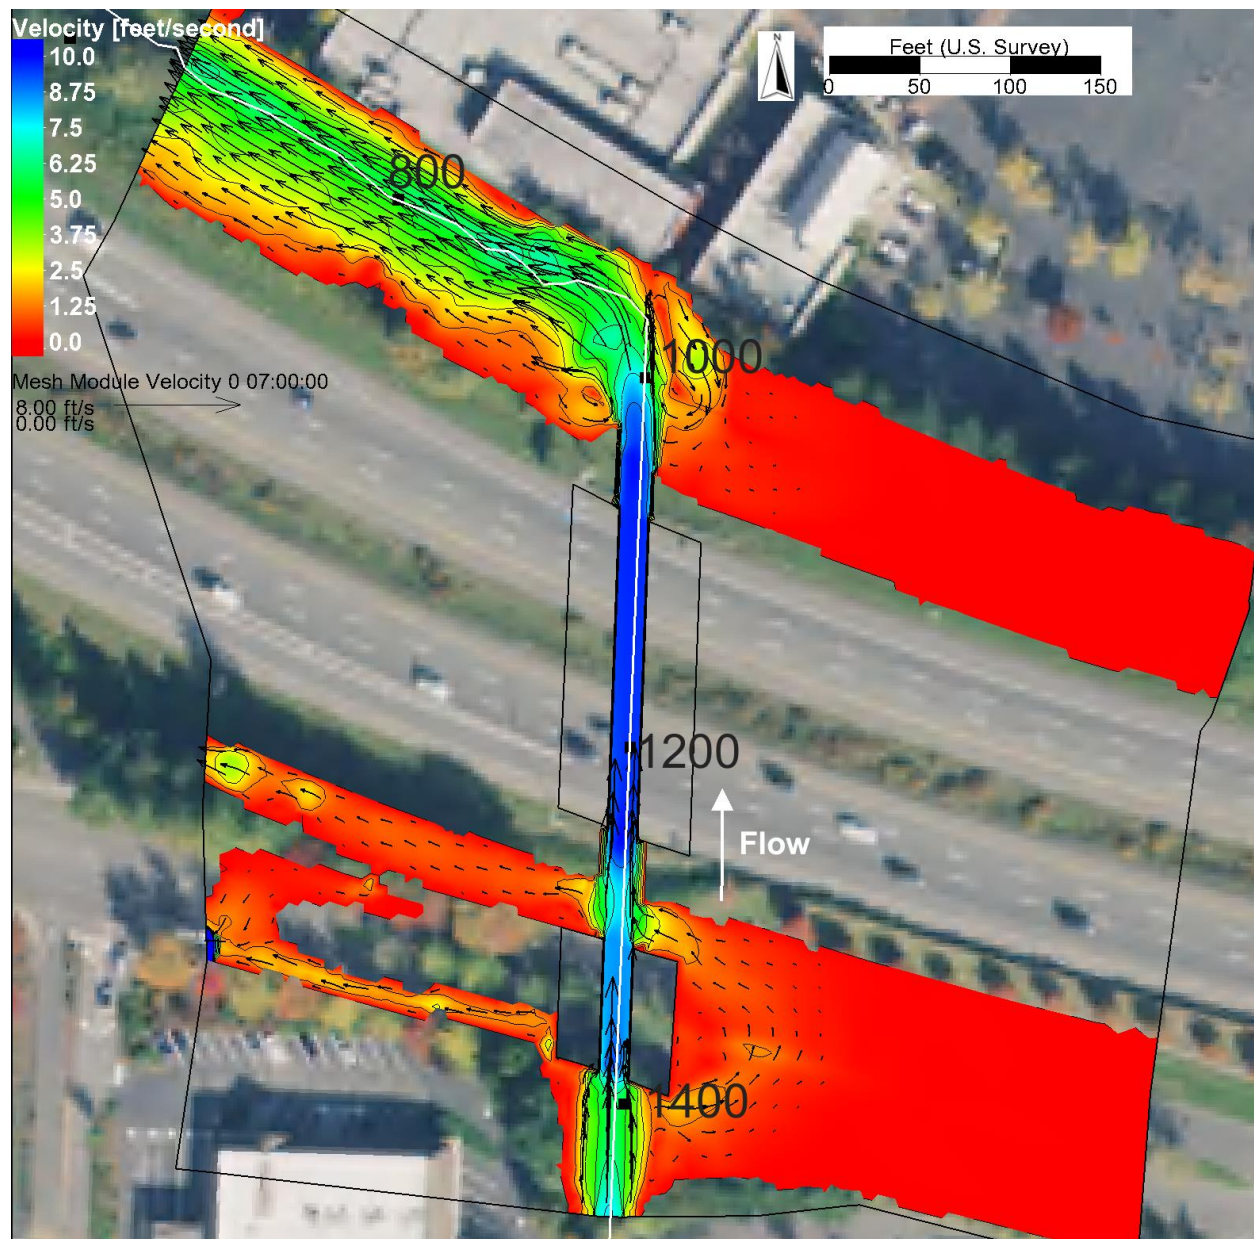 Velocity [feet/second]
10.0
8.75
7.5
6.25
5.0
3.75
2.5
1.25
0.0
Mesh Module Velocity 0 07:00:00
8.00 ft/s
0.00 ft/s
N
Feet (U.S. Survey)
0 50 100 150
800
1000
1200
Flow
1400